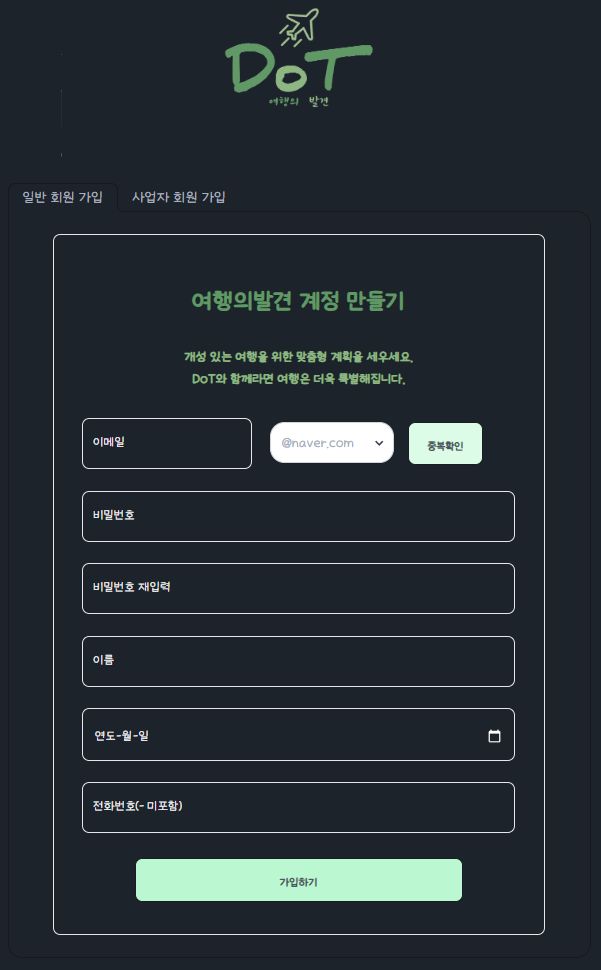 DoT
여행의 발견
일반 회원 가입 사업자 회원 가입
여행의발견 계정 만들기
개성 있는 여행을 위한 맞춤형 계획을 세우세요.
DoT와 함께라면 여행은 더욱 특별해집니다.
이메일 @naver.com 중복확인
비밀번호
비밀번호 재입력
이름
연도-월-일
전화번호(- 미포함)
가입하기